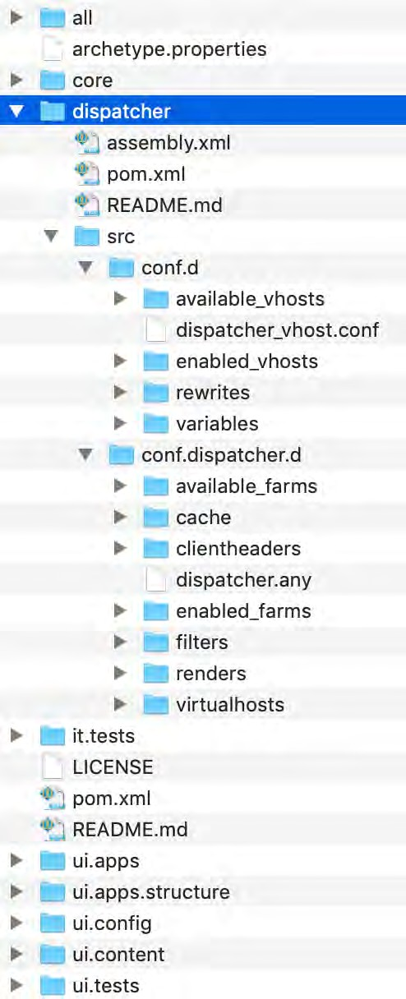 all
archetype.properties
core
dispatcher
assembly.xml
pom.xml
README.md
src
conf.d
available_vhosts
dispatcher_vhost.conf
enabled_vhosts
rewrites
variables
conf.dispatcher.d
available_farms
cache
clientheaders
dispatcher.any
enabled_farms
filters
renders
virtualhosts
it.tests
LICENSE
pom.xml
README.md
ui.apps
ui.apps.structure
ui.config
ui.content
ui.tests